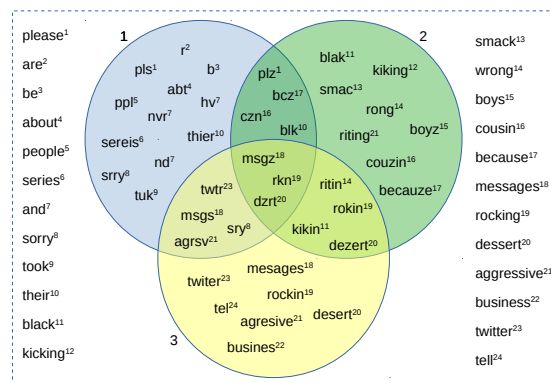 please¹
are²
be³
about⁴
people⁵
series⁶
and⁷
sorry⁸
took⁹
their¹⁰
black¹¹
kicking¹²
1
r²
pls¹
b³
abt⁴
ppl⁵
hv⁷
nvr⁷
sereis⁶
thier¹⁰
nd⁷
srry⁸
tuk⁹
plz¹
bcz¹⁷
czn¹⁶
blk¹⁰
2
blak¹¹
kiking¹²
smac¹³
rong¹⁴
riting²¹
boyz¹⁵
couzin¹⁶
becauze¹⁷
msgz¹⁸
rkn¹⁹
dzrt²⁰
twtr²³
msgs¹⁸
sry⁸
agrsv²¹
ritin¹⁴
rokin¹⁹
kikin¹¹
dezert²⁰
3
mesages¹⁸
twiter²³
rockin¹⁹
tel²⁴
agresive²¹
desert²⁰
busines²²
smack¹³
wrong¹⁴
boys¹⁵
cousin¹⁶
because¹⁷
messages¹⁸
rocking¹⁹
dessert²⁰
aggressive²¹
business²²
twitter²³
tell²⁴